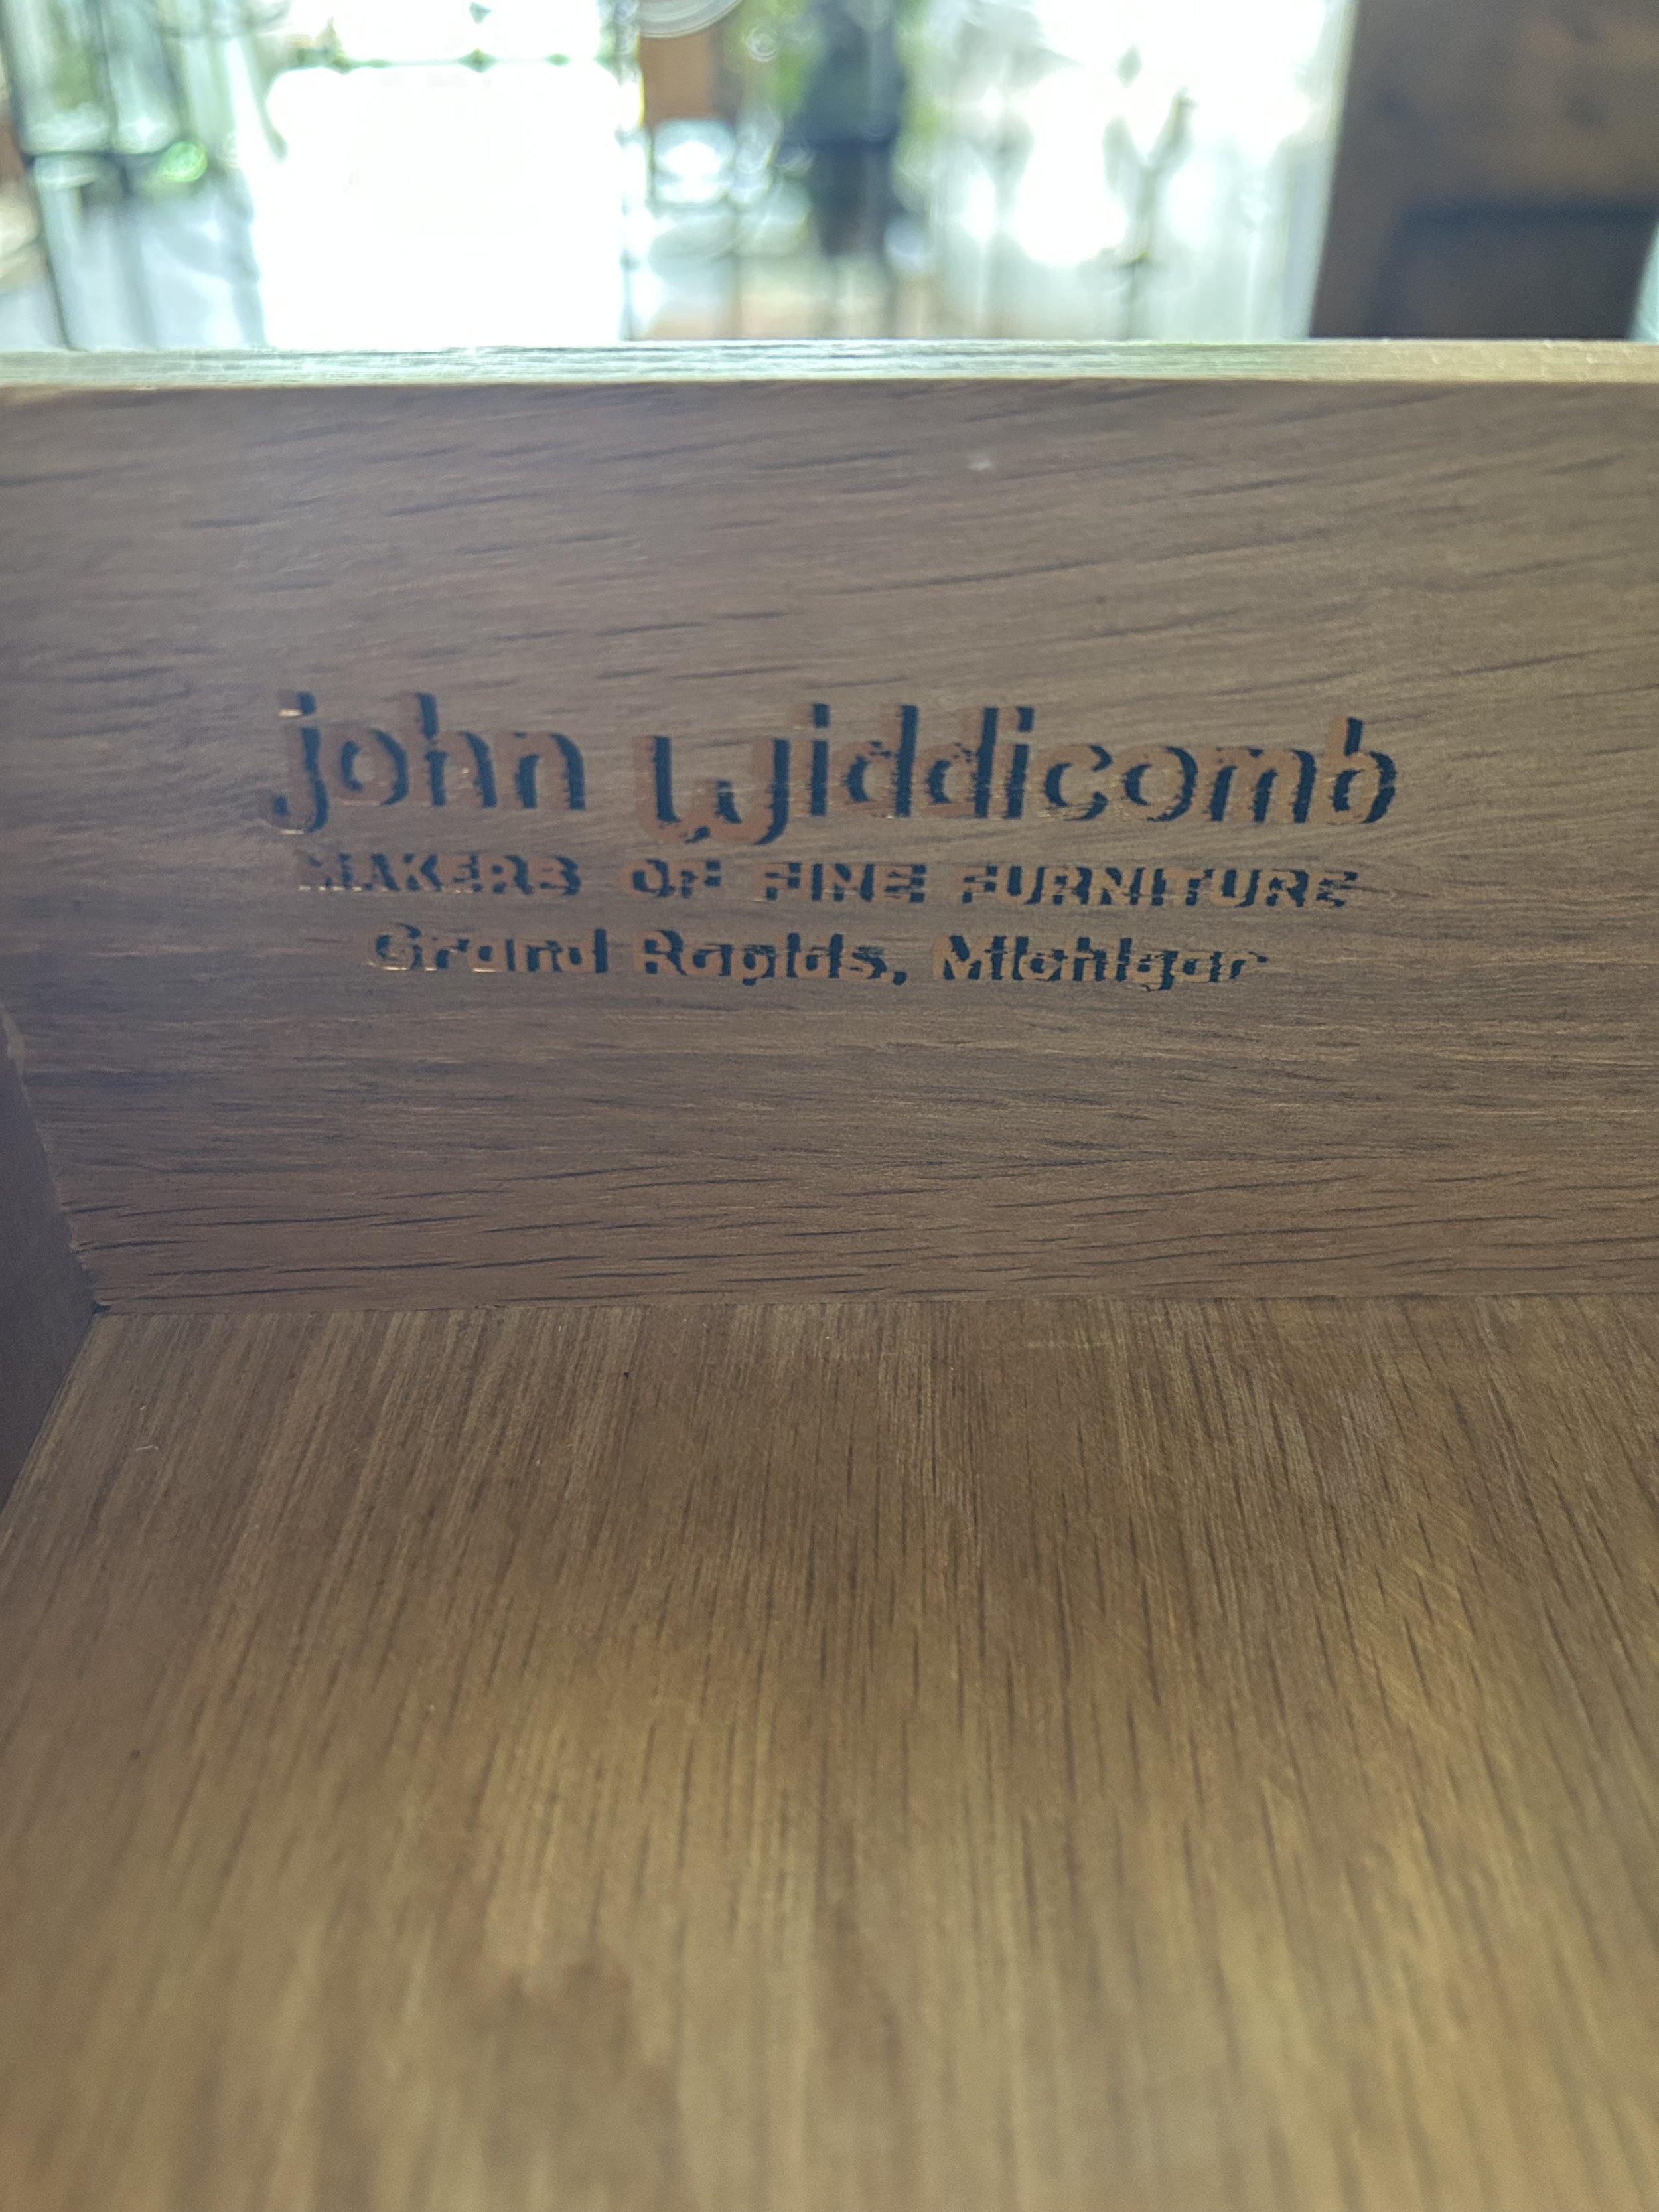 john widdicomb
MAKERS OF FINE FURNITURE
Grand Rapids, Michigan